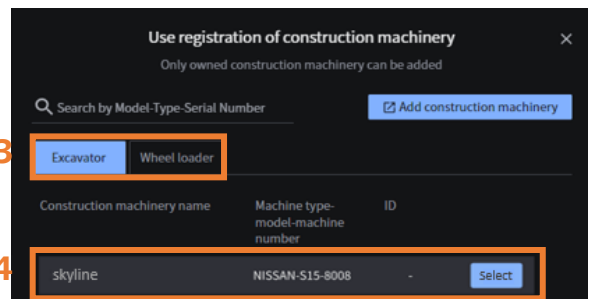 Use registration of construction machinery
Only owned construction machinery can be added
Search by Model-Type-Serial Number
Add construction machinery
3
Excavator
Wheel loader
Construction machinery name
Machine type-
model-machine
number
ID
4
skyline
NISSAN-S15-8008
-
Select